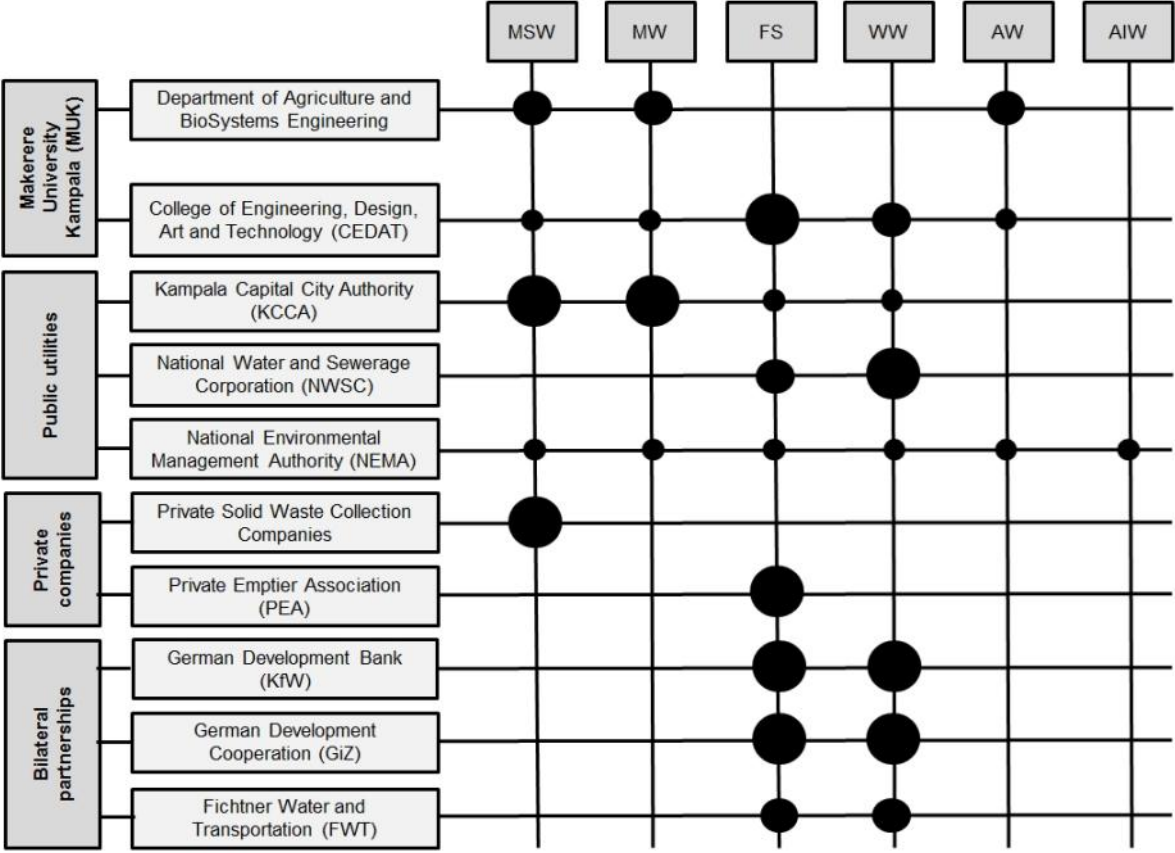 MSW
MW
FS
WW
AW
AIW
Makerere
University
Kampala (MUK)
Department of Agriculture and
BioSystems Engineering
College of Engineering, Design,
Art and Technology (CEDAT)
Public utilities
Kampala Capital City Authority
(KCCA)
National Water and Sewerage
Corporation (NWSC)
National Environmental
Management Authority (NEMA)
Private
companies
Private Solid Waste Collection
Companies
Private Emptier Association
(PEA)
Bilateral
partnerships
German Development Bank
(KfW)
German Development
Cooperation (GiZ)
Fichtner Water and
Transportation (FWT)